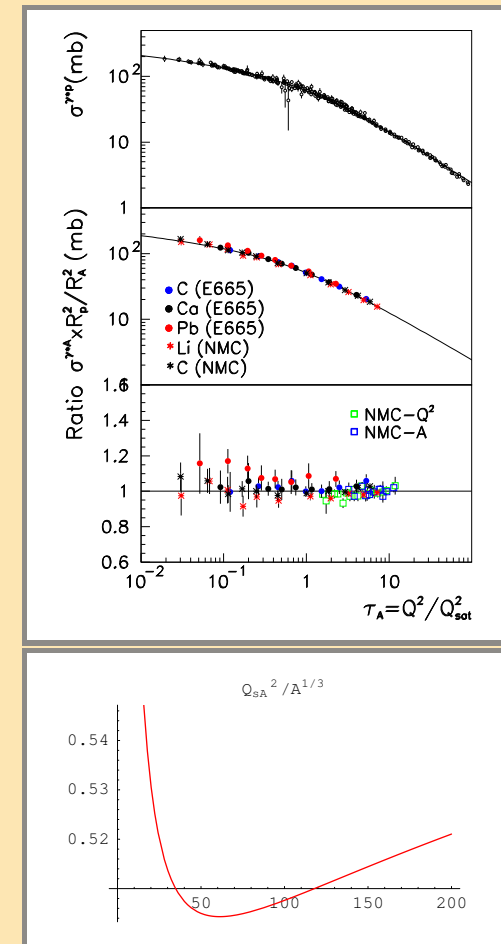 σ^γ*p (mb)
10²
10
1
Ratio σ^γ*A xR_p²/R_A² (mb)
10²
10
C (E665)
Ca (E665)
Pb (E665)
Li (NMC)
C (NMC)
1.6
1.4
1.2
1.0
0.8
0.6
NMC-Q²
NMC-A
10⁻² 10⁻¹ 1 10
τ_A=Q²/Q²_sat
Q_sA²/A^1/3
0.54
0.53
0.52
50 100 150 200